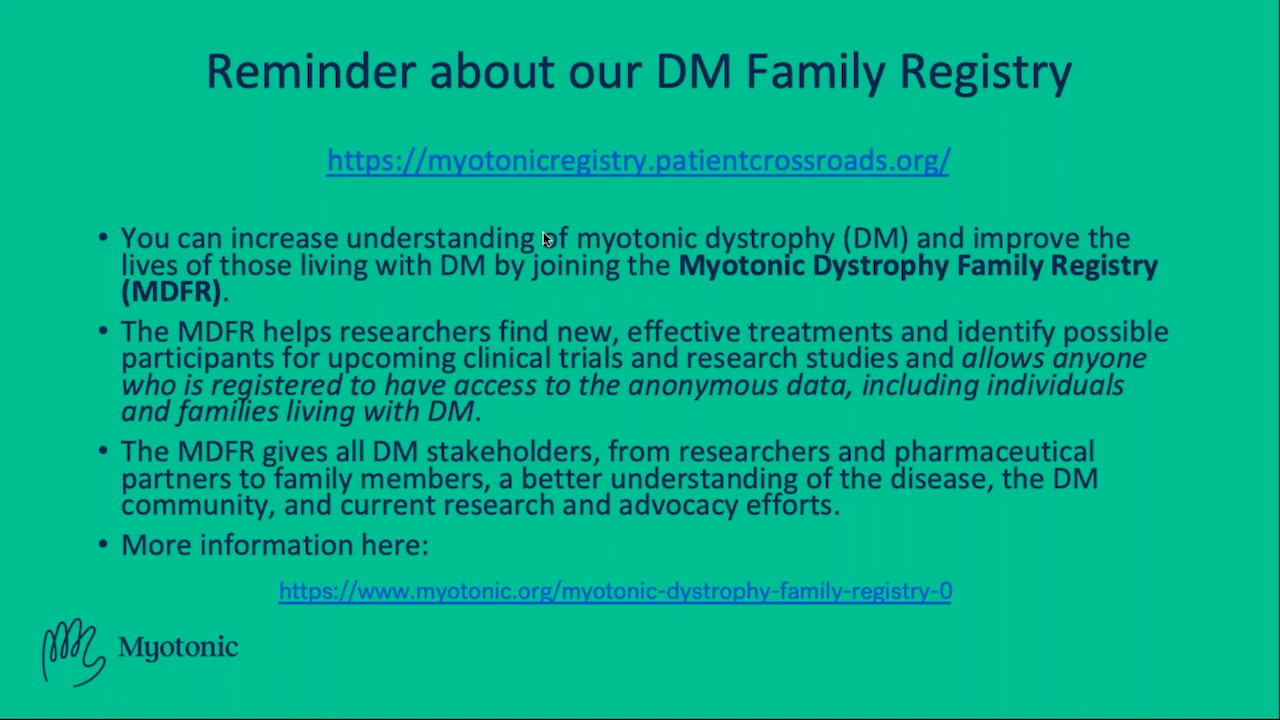 Reminder about our DM Family Registry
https://myotonicregistry.patientcrossroads.org/
• You can increase understanding of myotonic dystrophy (DM) and improve the
lives of those living with DM by joining the Myotonic Dystrophy Family Registry
(MDFR).
• The MDFR helps researchers find new, effective treatments and identify possible
participants for upcoming clinical trials and research studies and allows anyone
who is registered to have access to the anonymous data, including individuals
and families living with DM.
• The MDFR gives all DM stakeholders, from researchers and pharmaceutical
partners to family members, a better understanding of the disease, the DM
community, and current research and advocacy efforts.
• More information here:
https://www.myotonic.org/myotonic-dystrophy-family-registry-0
Myotonic